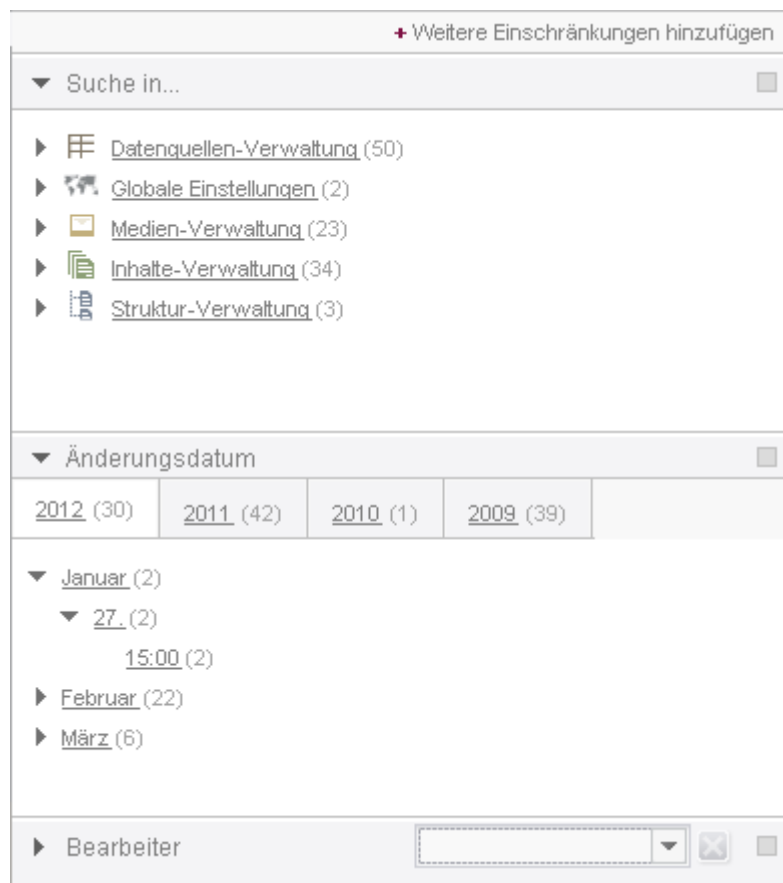 + Weitere Einschränkungen hinzufügen
Suche in...
Datenquellen-Verwaltung (50)
Globale Einstellungen (2)
Medien-Verwaltung (23)
Inhalte-Verwaltung (34)
Struktur-Verwaltung (3)
Änderungsdatum
2012 (30) 2011 (42) 2010 (1) 2009 (39)
Januar (2)
27. (2)
15:00 (2)
Februar (22)
März (6)
Bearbeiter